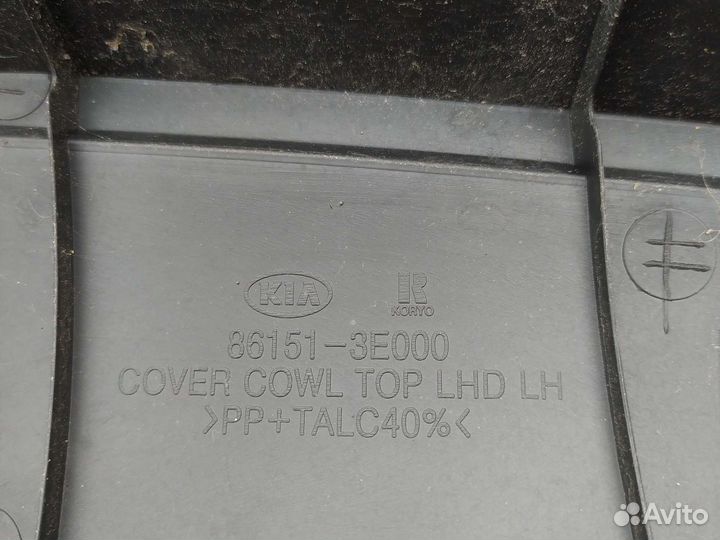 KIA R
KORYO
86151-3E000
COVER COWL TOP LHD LH
>PP+TALC40%<
Avito